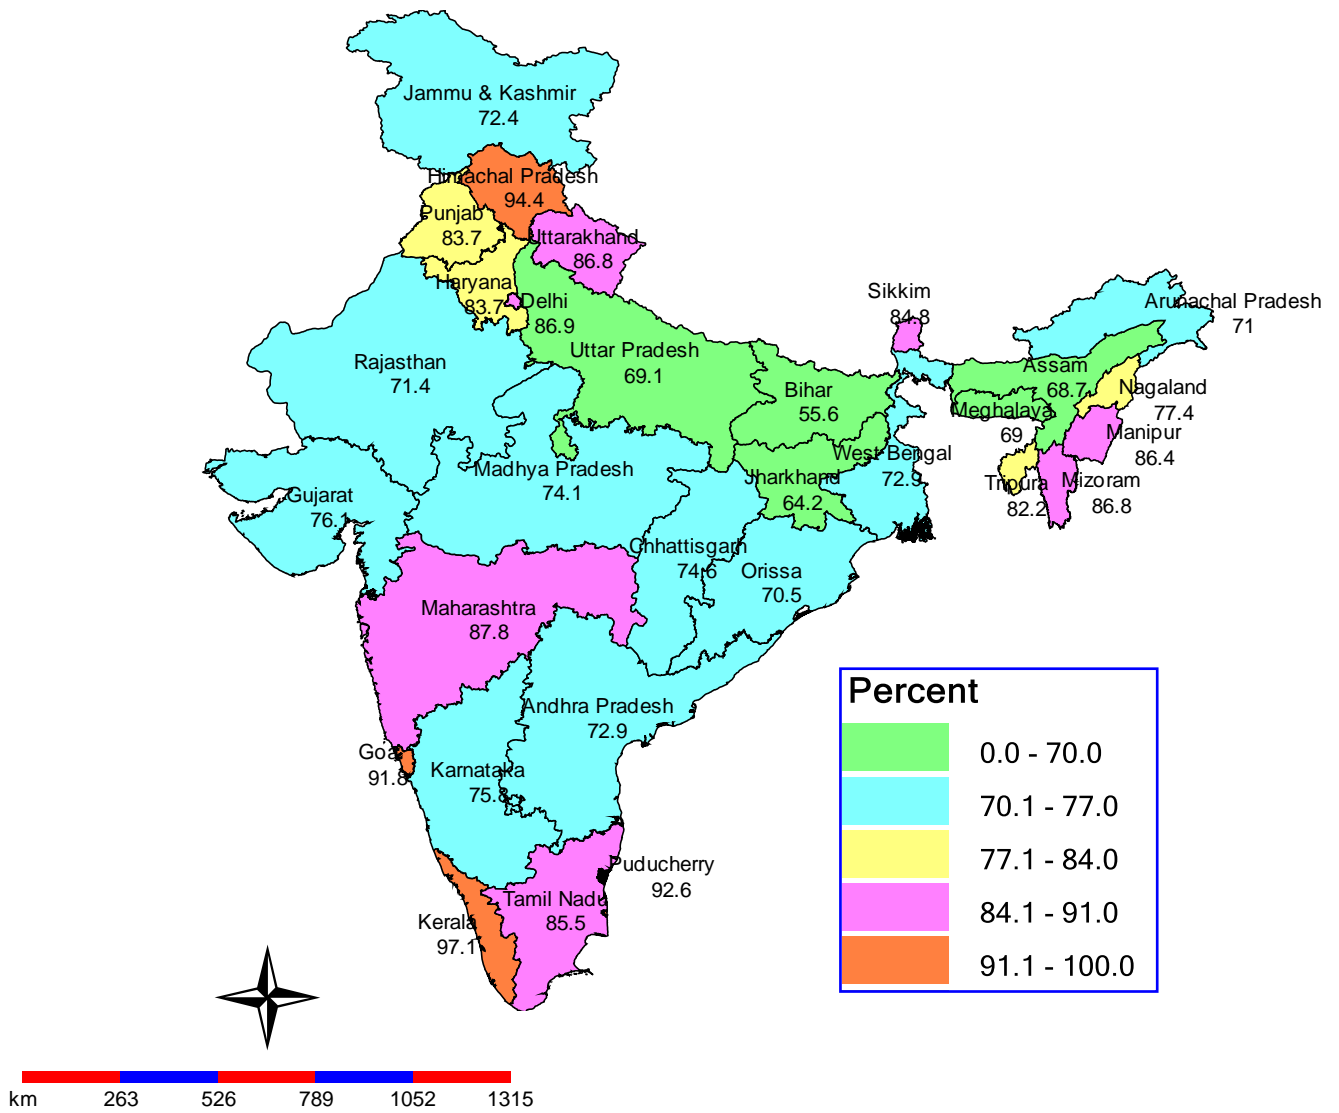 Jammu & Kashmir
72.4
Himachal Pradesh
94.4
Punjab
83.7
Uttarakhand
86.8
Haryana
83.7
Delhi
86.9
Sikkim
84.8
Arunachal Pradesh
71
Rajasthan
71.4
Uttar Pradesh
69.1
Bihar
55.6
Assam
68.7
Nagaland
77.4
Meghalaya
69
Manipur
86.4
West Bengal
72.9
Tripura
82.2
Mizoram
86.8
Gujarat
76.1
Madhya Pradesh
74.1
Jharkhand
64.2
Chhattisgarh
74.6
Orissa
70.5
Maharashtra
87.8
Andhra Pradesh
72.9
Goa
91.8
Karnataka
75.8
Puducherry
92.6
Tamil Nadu
85.5
Kerala
97.1
Percent
0.0 - 70.0
70.1 - 77.0
77.1 - 84.0
84.1 - 91.0
91.1 - 100.0
km 263 526 789 1052 1315